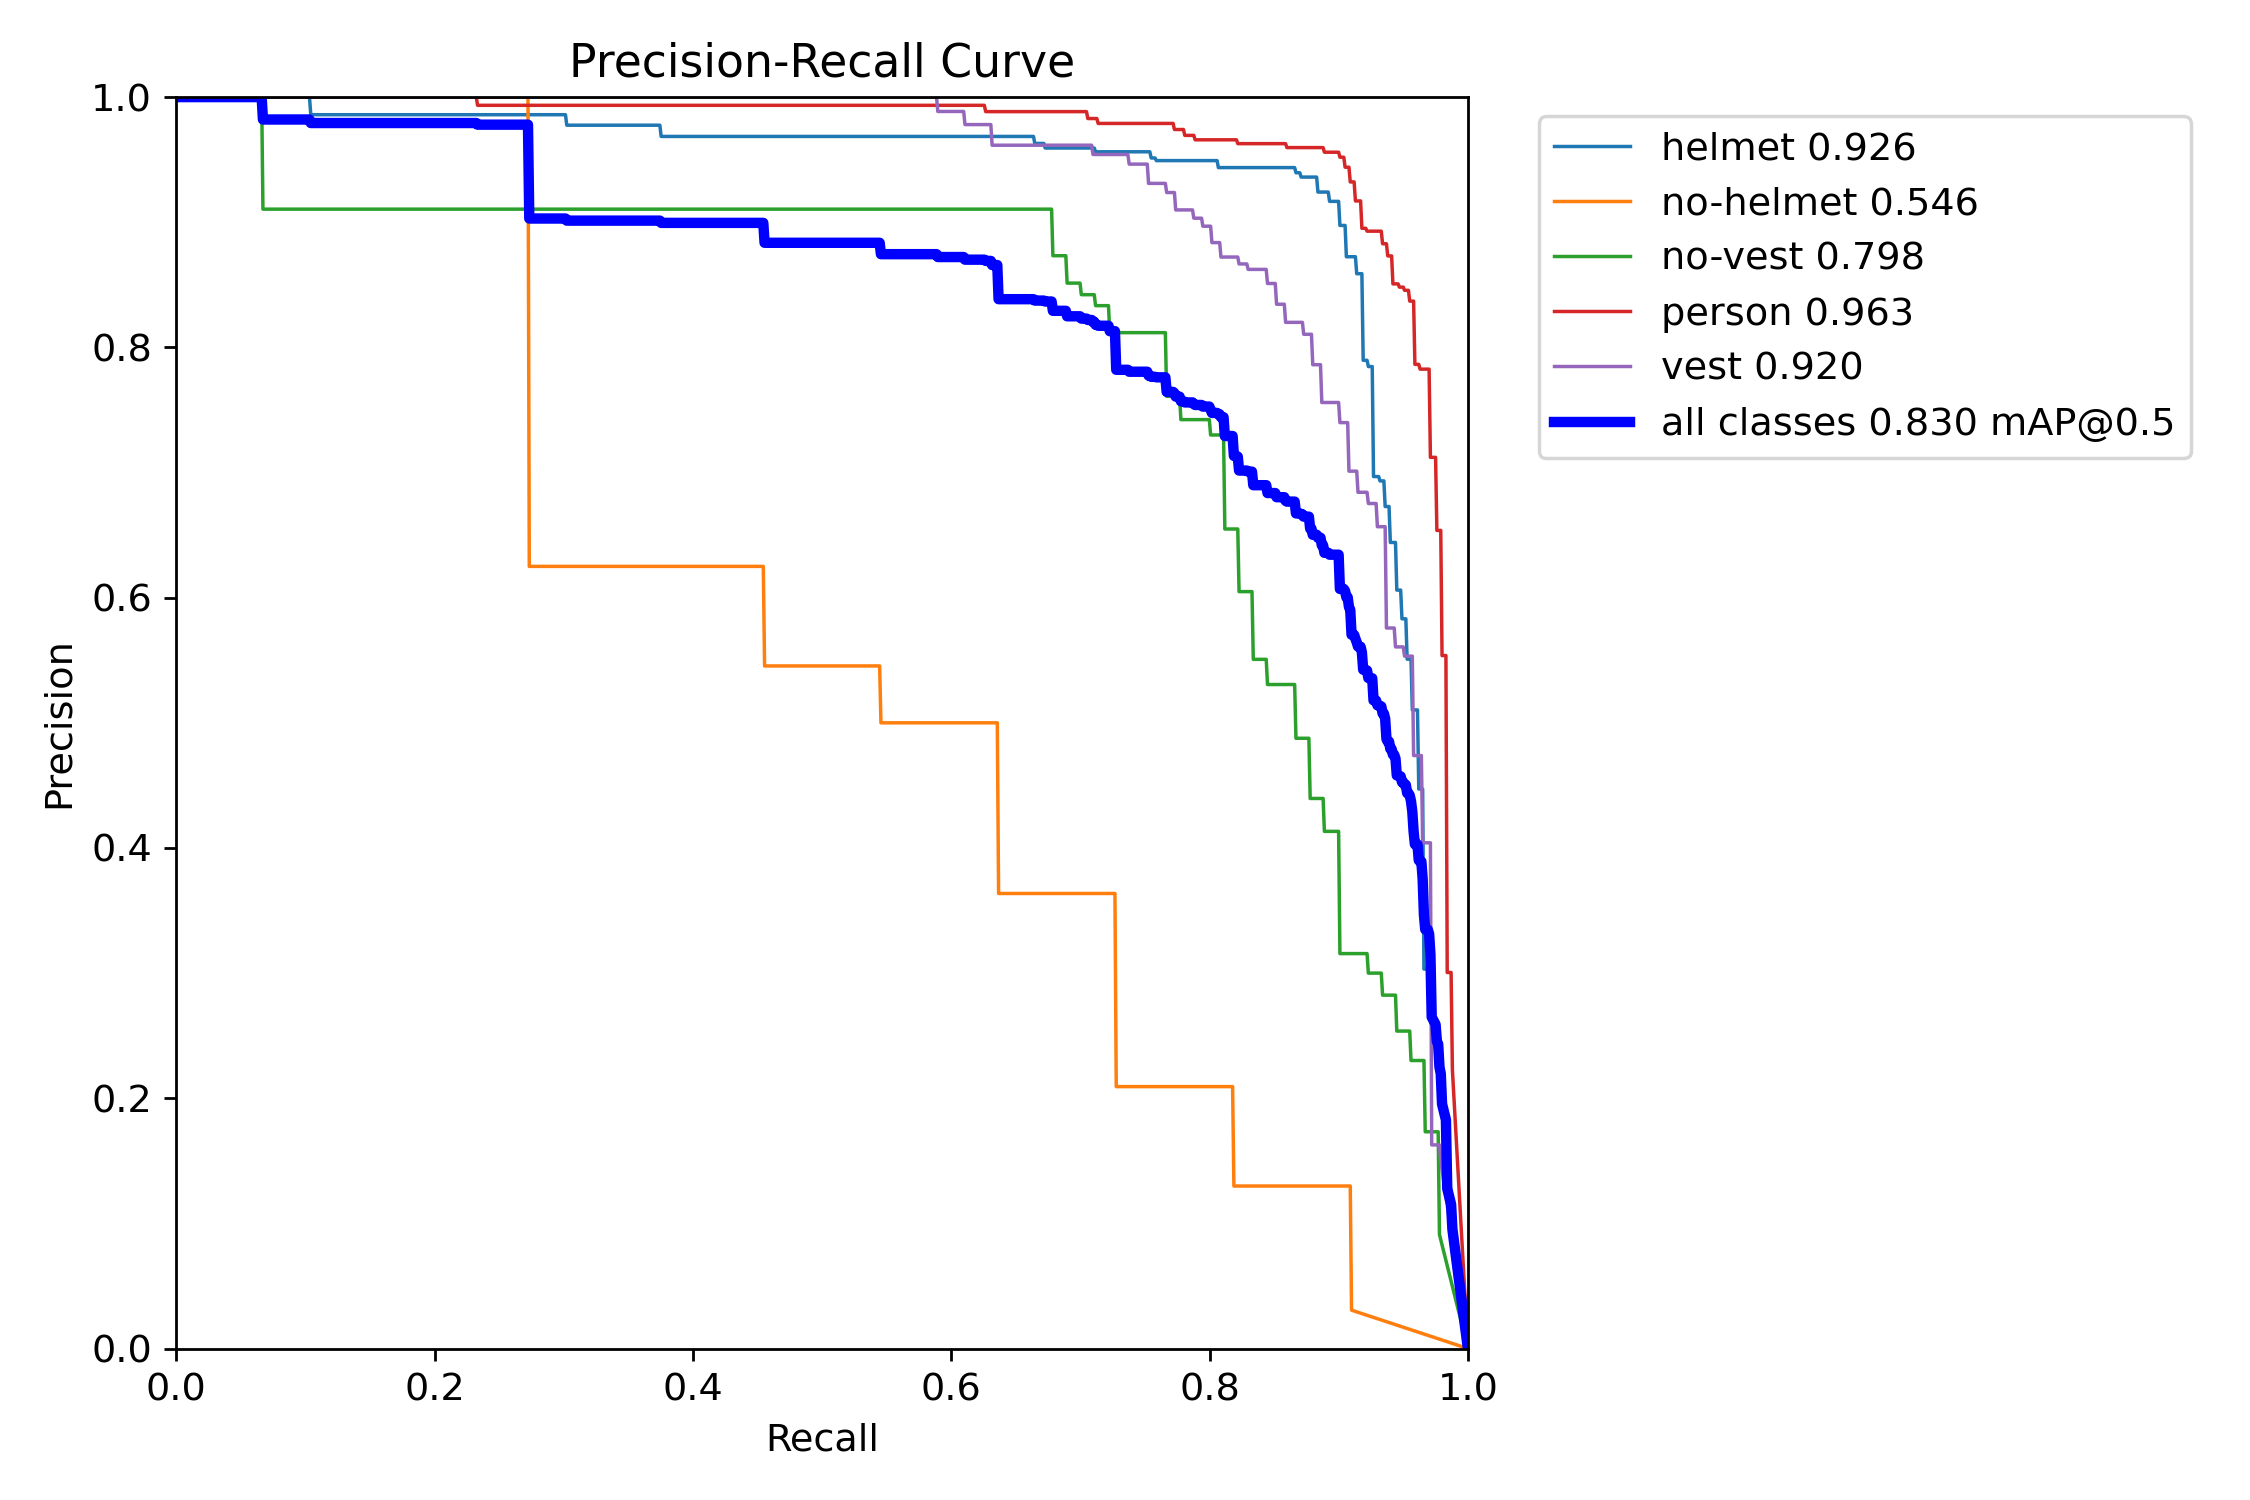 Precision-Recall Curve
1.0
0.8
0.6
0.4
0.2
0.0
Precision
0.0 0.2 0.4 0.6 0.8 1.0
Recall
helmet 0.926
no-helmet 0.546
no-vest 0.798
person 0.963
vest 0.920
all classes 0.830 mAP@0.5